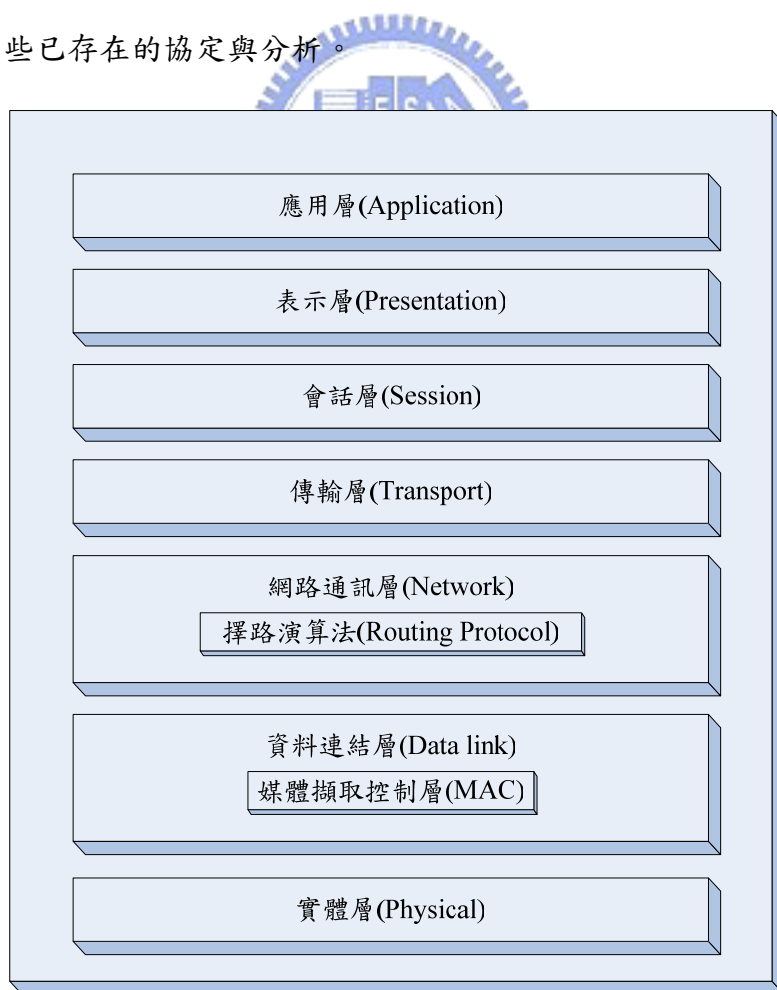 些已存在的協定與分析。
應用層(Application)
表示層(Presentation)
會話層(Session)
傳輸層(Transport)
網路通訊層(Network)
擇路演算法(Routing Protocol)
資料連結層(Data link)
媒體擷取控制層(MAC)
實體層(Physical)